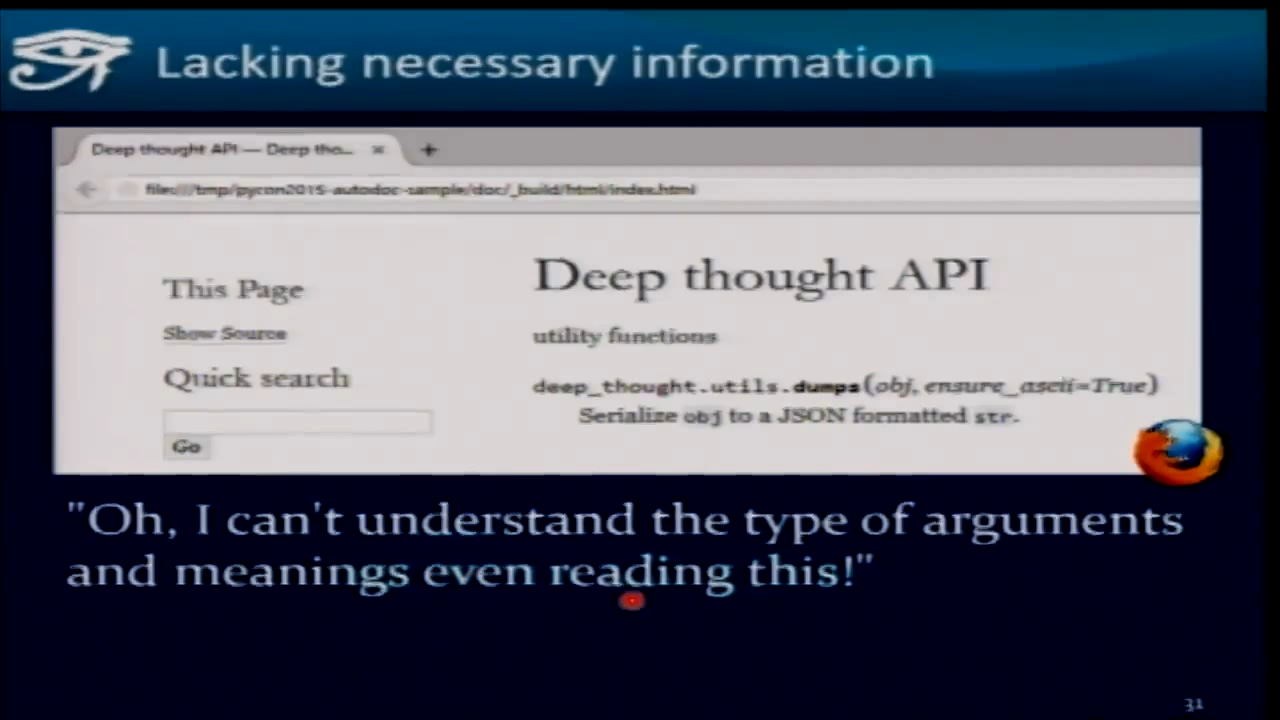 Lacking necessary information
Deep thought API — Deep tho...
file:///tmp/pycon2015-autodoc-sample/doc/_build/html/index.html
This Page
Show Source
Quick search
Go
Deep thought API
utility functions
deep_thought.utils.dumps(obj, ensure_ascii=True)
Serialize obj to a JSON formatted str.
"Oh, I can't understand the type of arguments
and meanings even reading this!"
31